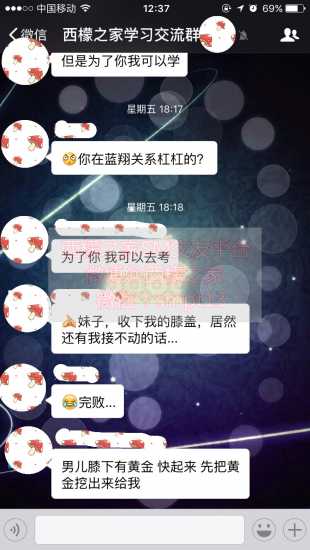 中国移动
12:37
69%
微信
西檬之家学习交流群
但是为了你我可以学
星期五 18:17
你在蓝翔关系杠杠的?
星期五 18:18
为了你 我可以去考
妹子，收下我的膝盖，居然
还有我接不动的话...
完败...
男儿膝下有黄金 快起来 先把黄
金挖出来给我